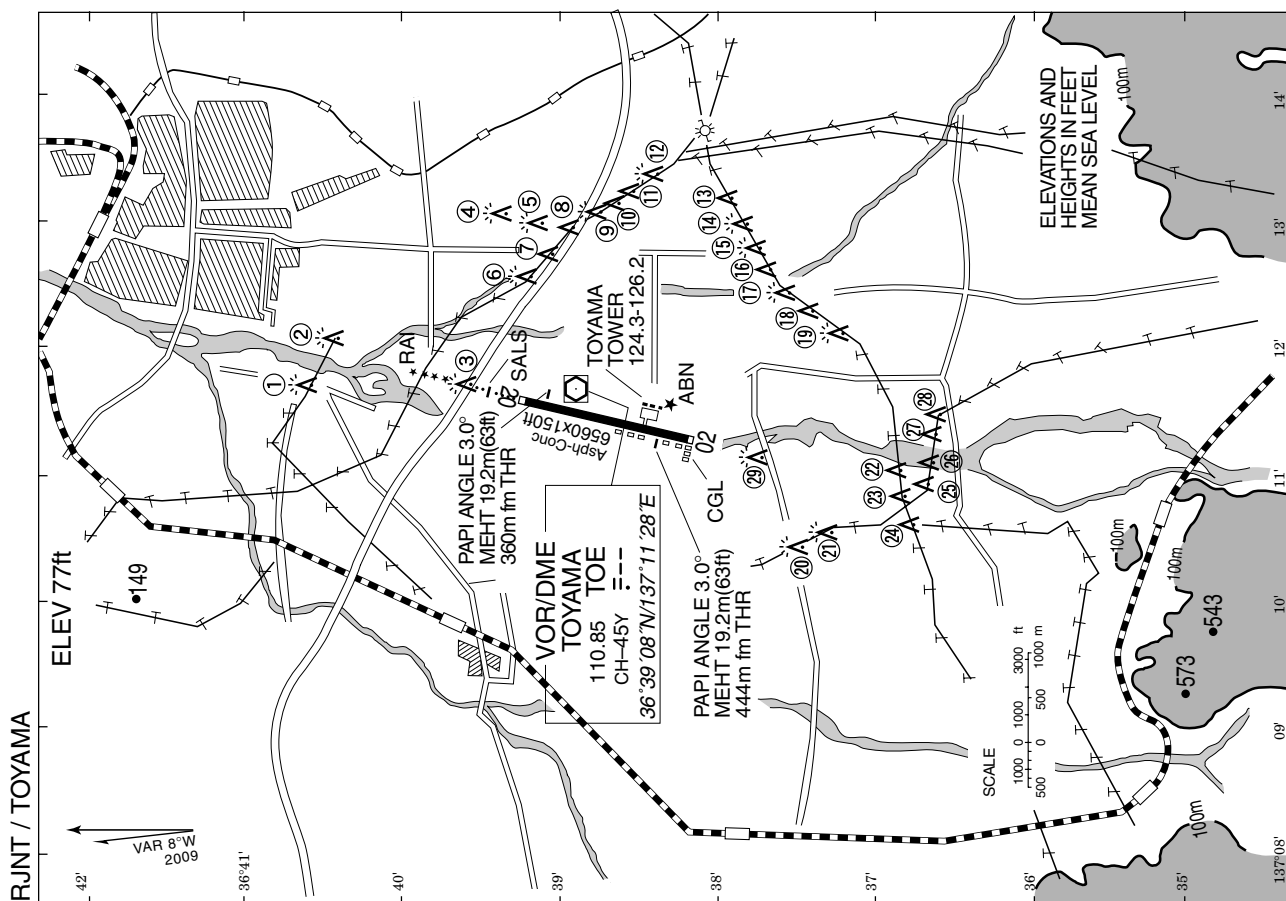 RJNT / TOYAMA
ELEV 77ft
VAR 8°W
2009
149
RAI
SALS
20
02
Asph-Conc
6560x150ft
PAPI ANGLE 3.0°
MEHT 19.2m(63ft)
360m fm THR
VOR/DME
TOYAMA
110.85 TOE
CH–45Y
36°39´08˝N/137°11´28˝E
TOYAMA
TOWER
124.3-126.2
ABN
CGL
PAPI ANGLE 3.0°
MEHT 19.2m(63ft)
444m fm THR
①
②
③
④
⑤
⑥
⑦
⑧
⑨
⑩
⑪
⑫
⑬
⑭
⑮
⑯
⑰
⑱
⑲
⑳
㉑
㉒
㉓
㉔
㉕
㉖
㉗
㉘
㉙
ELEVATIONS AND
HEIGHTS IN FEET
MEAN SEA LEVEL
100m
100m
100m
100m
543
573
SCALE
1000 0 1000 3000 ft
500 0 500 1000 m
42'
36°41'
40'
39'
38'
37'
36'
35'
137°08'
09'
10'
11'
12'
13'
14'